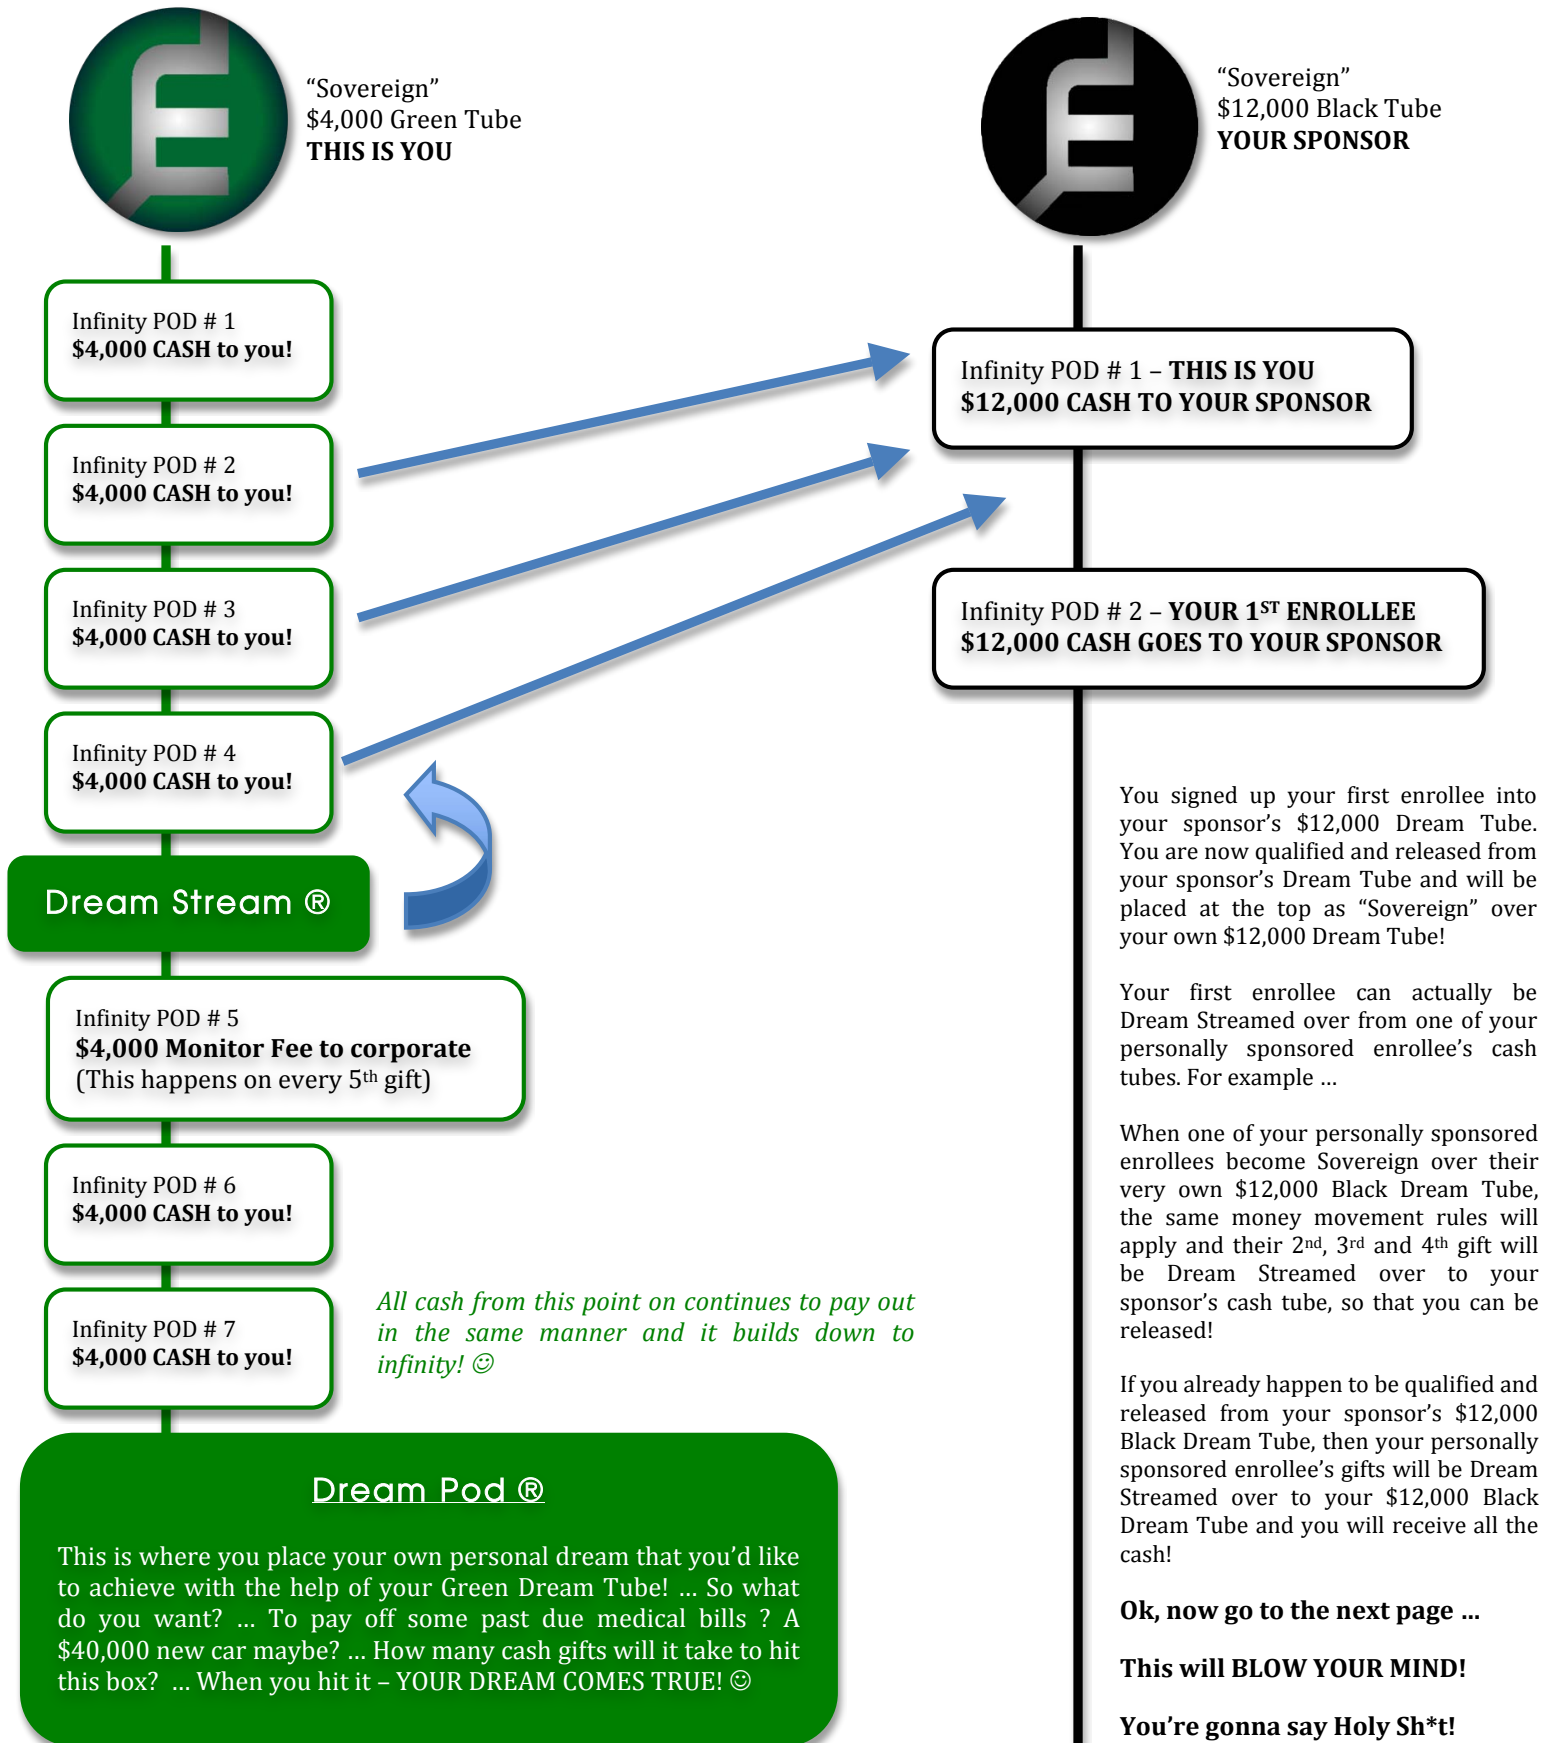 “Sovereign”
$4,000 Green Tube
THIS IS YOU
Infinity POD # 1
$4,000 CASH to you!
Infinity POD # 2
$4,000 CASH to you!
Infinity POD # 3
$4,000 CASH to you!
Infinity POD # 4
$4,000 CASH to you!
Dream Stream ®
Infinity POD # 5
$4,000 Monitor Fee to corporate
(This happens on every 5th gift)
Infinity POD # 6
$4,000 CASH to you!
Infinity POD # 7
$4,000 CASH to you!
All cash from this point on continues to pay out
in the same manner and it builds down to
infinity! ☺
Dream Pod ®
This is where you place your own personal dream that you’d like
to achieve with the help of your Green Dream Tube! … So what
do you want? … To pay off some past due medical bills ? A
$40,000 new car maybe? … How many cash gifts will it take to hit
this box? … When you hit it – YOUR DREAM COMES TRUE! ☺
“Sovereign”
$12,000 Black Tube
YOUR SPONSOR
Infinity POD # 1 – THIS IS YOU
$12,000 CASH TO YOUR SPONSOR
Infinity POD # 2 – YOUR 1ST ENROLLEE
$12,000 CASH GOES TO YOUR SPONSOR
You signed up your first enrollee into
your sponsor’s $12,000 Dream Tube.
You are now qualified and released from
your sponsor’s Dream Tube and will be
placed at the top as “Sovereign” over
your own $12,000 Dream Tube!
Your first enrollee can actually be
Dream Streamed over from one of your
personally sponsored enrollee’s cash
tubes. For example …
When one of your personally sponsored
enrollees become Sovereign over their
very own $12,000 Black Dream Tube,
the same money movement rules will
apply and their 2nd, 3rd and 4th gift will
be Dream Streamed over to your
sponsor’s cash tube, so that you can be
released!
If you already happen to be qualified and
released from your sponsor’s $12,000
Black Dream Tube, then your personally
sponsored enrollee’s gifts will be Dream
Streamed over to your $12,000 Black
Dream Tube and you will receive all the
cash!
Ok, now go to the next page …
This will BLOW YOUR MIND!
You’re gonna say Holy Sh*t!